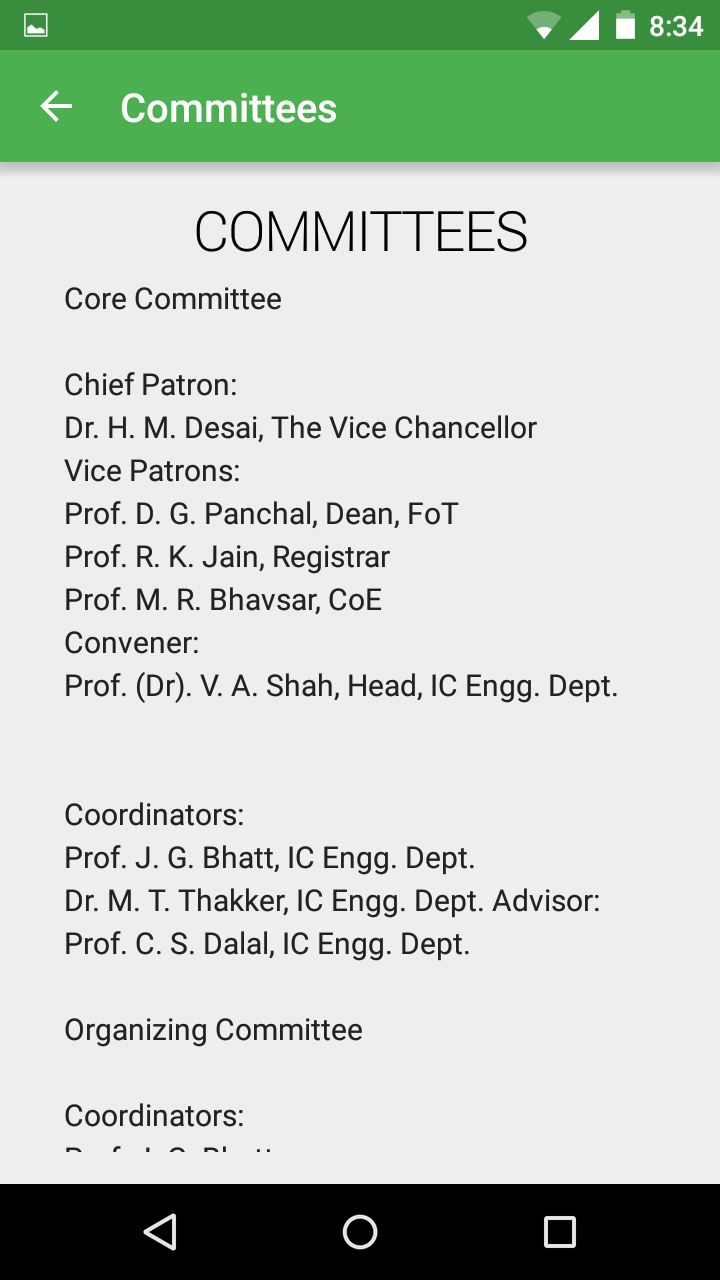 8:34
Committees
COMMITTEES
Core Committee
Chief Patron:
Dr. H. M. Desai, The Vice Chancellor
Vice Patrons:
Prof. D. G. Panchal, Dean, FoT
Prof. R. K. Jain, Registrar
Prof. M. R. Bhavsar, CoE
Convener:
Prof. (Dr). V. A. Shah, Head, IC Engg. Dept.
Coordinators:
Prof. J. G. Bhatt, IC Engg. Dept.
Dr. M. T. Thakker, IC Engg. Dept. Advisor:
Prof. C. S. Dalal, IC Engg. Dept.
Organizing Committee
Coordinators: